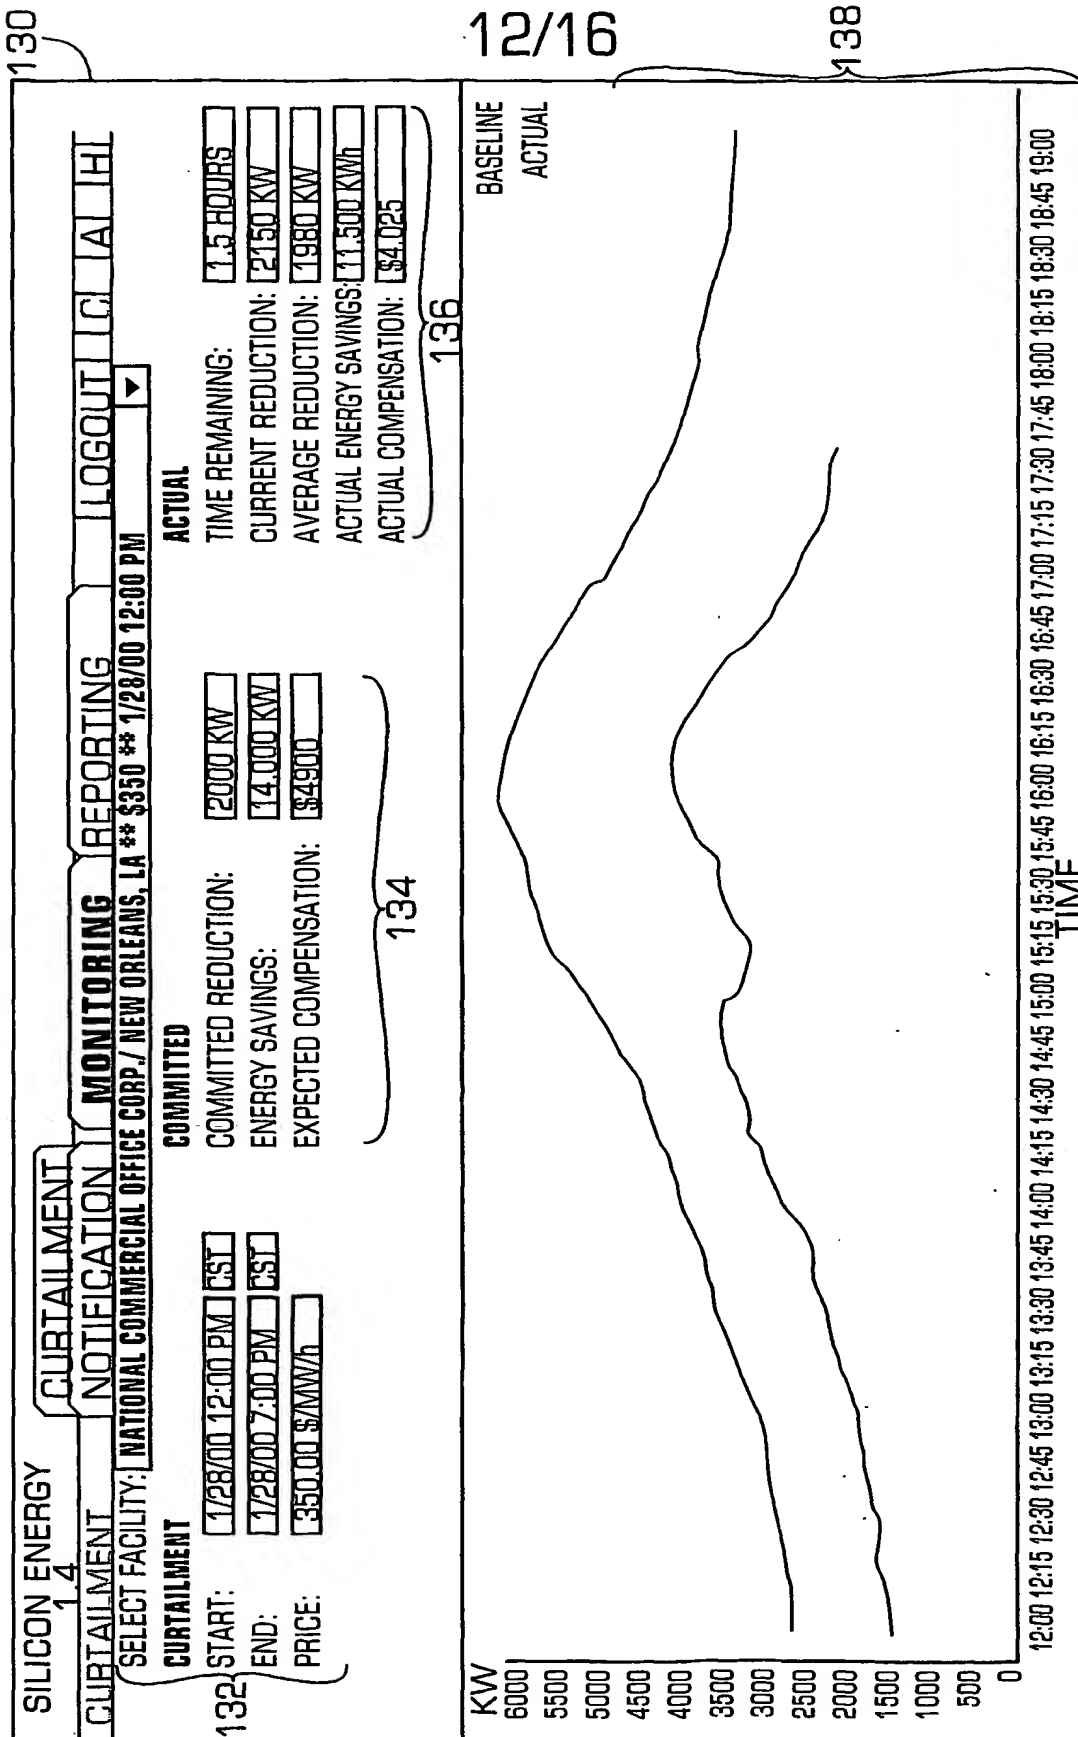 130
SILICON ENERGY
1.4
CURTAILMENT
CURTAILMENT NOTIFICATION MONITORING REPORTING LOGOUT C A H
SELECT FACILITY: NATIONAL COMMERCIAL OFFICE CORP./ NEW ORLEANS, LA ** $350 ** 1/28/00 12:00 PM
CURTAILMENT COMMITTED ACTUAL
START: 1/28/00 12:00 PM CST COMMITTED REDUCTION: 2000 KW TIME REMAINING: 1.5 HOURS
END: 1/28/00 7:00 PM CST ENERGY SAVINGS: 14,000 KW CURRENT REDUCTION: 2150 KW
PRICE: 350.00 $/MW/h EXPECTED COMPENSATION: $4900 AVERAGE REDUCTION: 1980 KW
ACTUAL ENERGY SAVINGS: 11,500 KWh
ACTUAL COMPENSATION: $4,025
132
134
136
12/16
KW
BASELINE
ACTUAL
6000
5500
5000
4500
4000
3500
3000
2500
2000
1500
1000
500
0
12:00 12:15 12:30 12:45 13:00 13:15 13:30 13:45 14:00 14:15 14:30 14:45 15:00 15:15 15:30 15:45 16:00 16:15 16:30 16:45 17:00 17:15 17:30 17:45 18:00 18:15 18:30 18:45 19:00
TIME
138